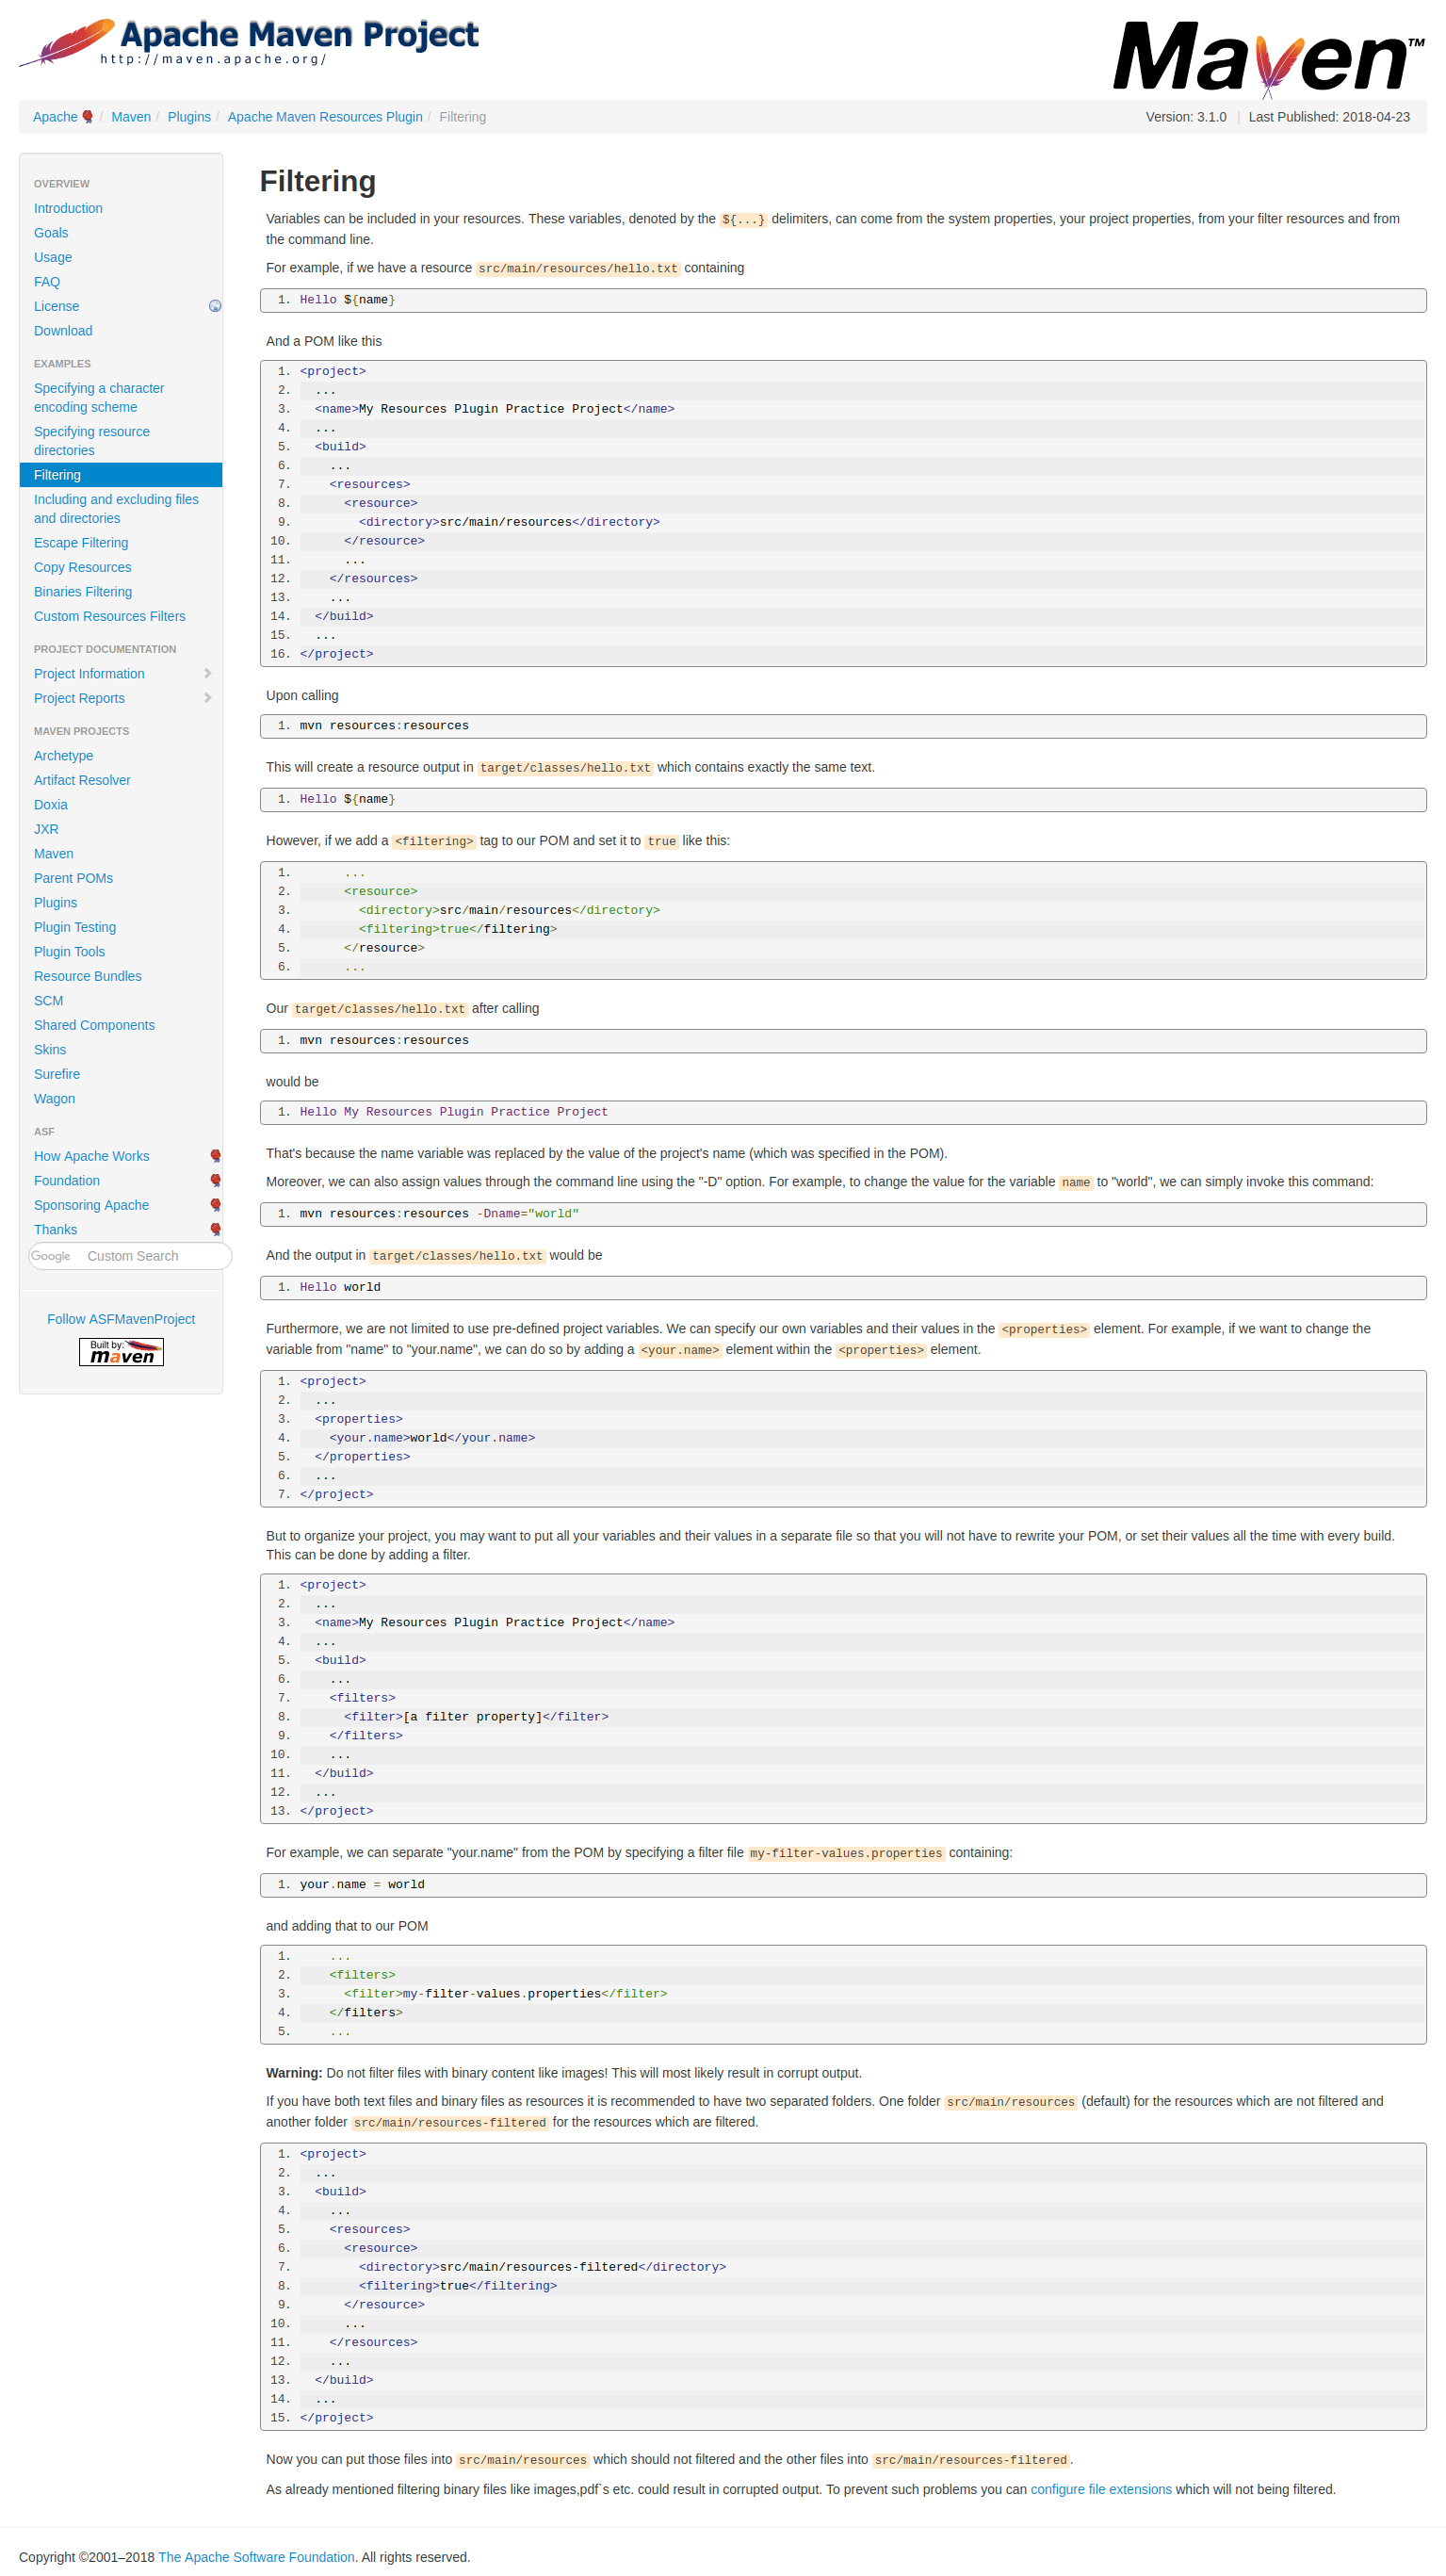 Apache Maven Project
http://maven.apache.org/
Maven™
Apache / Maven / Plugins / Apache Maven Resources Plugin / Filtering
Version: 3.1.0 | Last Published: 2018-04-23
OVERVIEW
Introduction
Goals
Usage
FAQ
License
Download
EXAMPLES
Specifying a character
encoding scheme
Specifying resource
directories
Filtering
Including and excluding files
and directories
Escape Filtering
Copy Resources
Binaries Filtering
Custom Resources Filters
PROJECT DOCUMENTATION
Project Information
Project Reports
MAVEN PROJECTS
Archetype
Artifact Resolver
Doxia
JXR
Maven
Parent POMs
Plugins
Plugin Testing
Plugin Tools
Resource Bundles
SCM
Shared Components
Skins
Surefire
Wagon
ASF
How Apache Works
Foundation
Sponsoring Apache
Thanks
Google Custom Search
Follow ASFMavenProject
Built by:
maven
Filtering
Variables can be included in your resources. These variables, denoted by the ${...} delimiters, can come from the system properties, your project properties, from your filter resources and from
the command line.
For example, if we have a resource src/main/resources/hello.txt containing
1. Hello ${name}
And a POM like this
1. <project>
2.   ...
3.   <name>My Resources Plugin Practice Project</name>
4.   ...
5.   <build>
6.     ...
7.     <resources>
8.       <resource>
9.         <directory>src/main/resources</directory>
10.       </resource>
11.       ...
12.     </resources>
13.     ...
14.   </build>
15.   ...
16. </project>
Upon calling
1. mvn resources:resources
This will create a resource output in target/classes/hello.txt which contains exactly the same text.
1. Hello ${name}
However, if we add a <filtering> tag to our POM and set it to true like this:
1.       ...
2.       <resource>
3.         <directory>src/main/resources</directory>
4.         <filtering>true</filtering>
5.       </resource>
6.       ...
Our target/classes/hello.txt after calling
1. mvn resources:resources
would be
1. Hello My Resources Plugin Practice Project
That's because the name variable was replaced by the value of the project's name (which was specified in the POM).
Moreover, we can also assign values through the command line using the "-D" option. For example, to change the value for the variable name to "world", we can simply invoke this command:
1. mvn resources:resources -Dname="world"
And the output in target/classes/hello.txt would be
1. Hello world
Furthermore, we are not limited to use pre-defined project variables. We can specify our own variables and their values in the <properties> element. For example, if we want to change the
variable from "name" to "your.name", we can do so by adding a <your.name> element within the <properties> element.
1. <project>
2.   ...
3.   <properties>
4.     <your.name>world</your.name>
5.   </properties>
6.   ...
7. </project>
But to organize your project, you may want to put all your variables and their values in a separate file so that you will not have to rewrite your POM, or set their values all the time with every build.
This can be done by adding a filter.
1. <project>
2.   ...
3.   <name>My Resources Plugin Practice Project</name>
4.   ...
5.   <build>
6.     ...
7.     <filters>
8.       <filter>[a filter property]</filter>
9.     </filters>
10.     ...
11.   </build>
12.   ...
13. </project>
For example, we can separate "your.name" from the POM by specifying a filter file my-filter-values.properties containing:
1. your.name = world
and adding that to our POM
1.     ...
2.     <filters>
3.       <filter>my-filter-values.properties</filter>
4.     </filters>
5.     ...
Warning: Do not filter files with binary content like images! This will most likely result in corrupt output.
If you have both text files and binary files as resources it is recommended to have two separated folders. One folder src/main/resources (default) for the resources which are not filtered and
another folder src/main/resources-filtered for the resources which are filtered.
1. <project>
2.   ...
3.   <build>
4.     ...
5.     <resources>
6.       <resource>
7.         <directory>src/main/resources-filtered</directory>
8.         <filtering>true</filtering>
9.       </resource>
10.       ...
11.     </resources>
12.     ...
13.   </build>
14.   ...
15. </project>
Now you can put those files into src/main/resources which should not filtered and the other files into src/main/resources-filtered.
As already mentioned filtering binary files like images,pdf`s etc. could result in corrupted output. To prevent such problems you can configure file extensions which will not being filtered.
Copyright ©2001–2018 The Apache Software Foundation. All rights reserved.